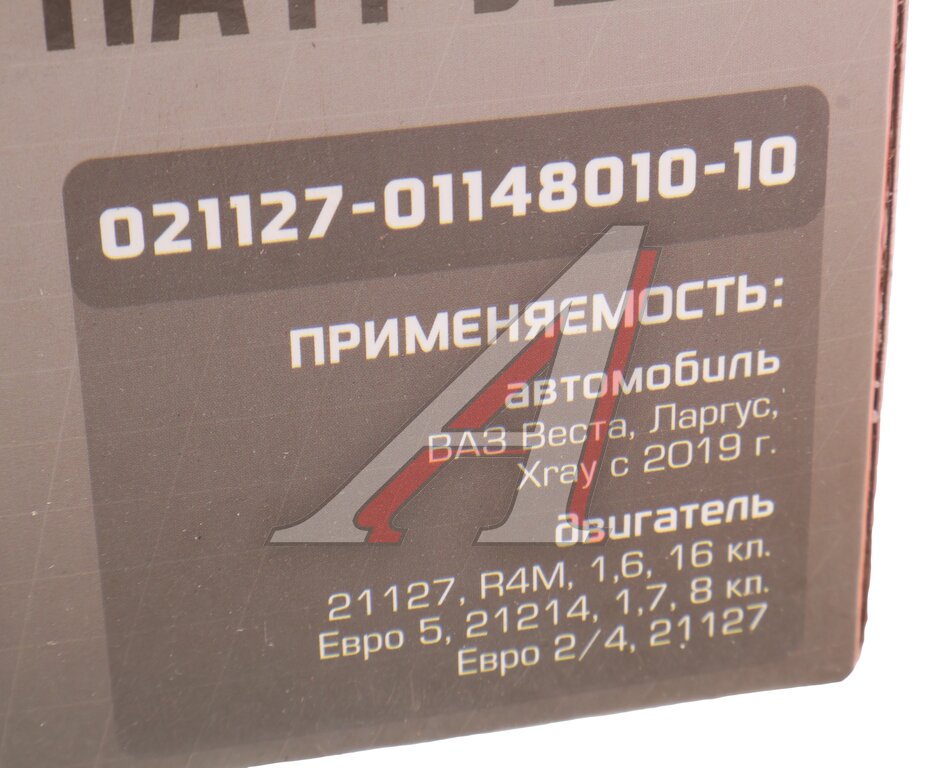 021127-01148010-10
ПРИМЕНЯЕМОСТЬ:
автомобиль
ВАЗ Веста, Ларгус,
Xray с 2019 г.
двигатель
21127, R4M, 1,6, 16 кл.
Евро 5, 21214, 1,7, 8 кл.
Евро 2/4, 21127